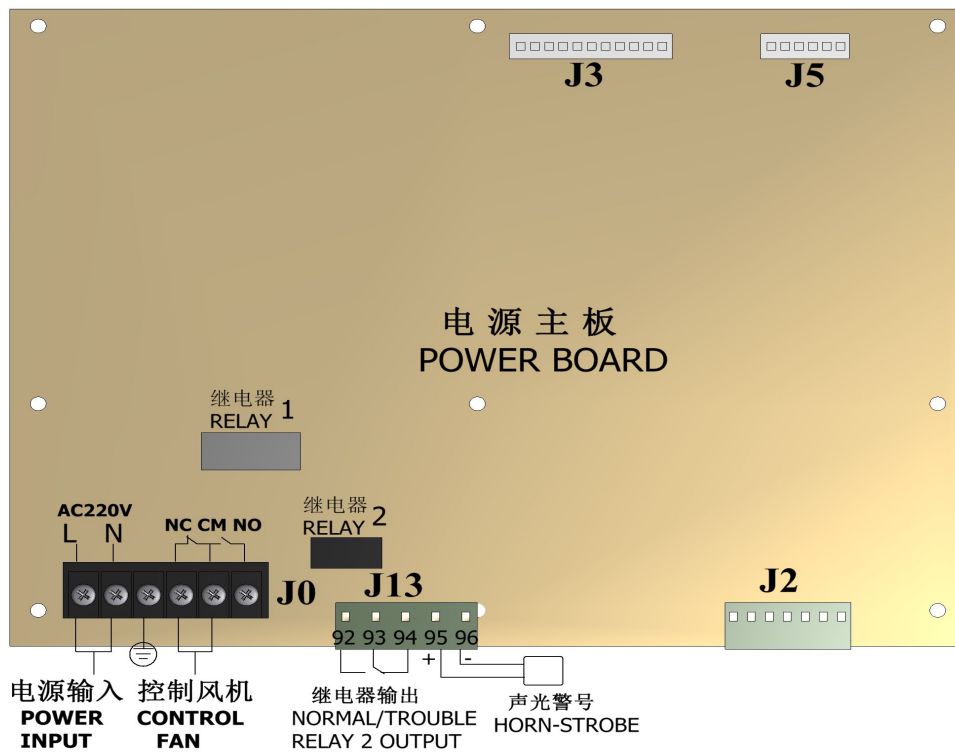 J3
J5
电源主板
POWER BOARD
继电器 1
RELAY
继电器 2
RELAY
AC220V
L N
NC CM NO
J0
J13
J2
92 93 94 95 96
+ -
电源输入
POWER
INPUT
控制风机
CONTROL
FAN
继电器输出
NORMAL/TROUBLE
RELAY 2 OUTPUT
声光警号
HORN-STROBE